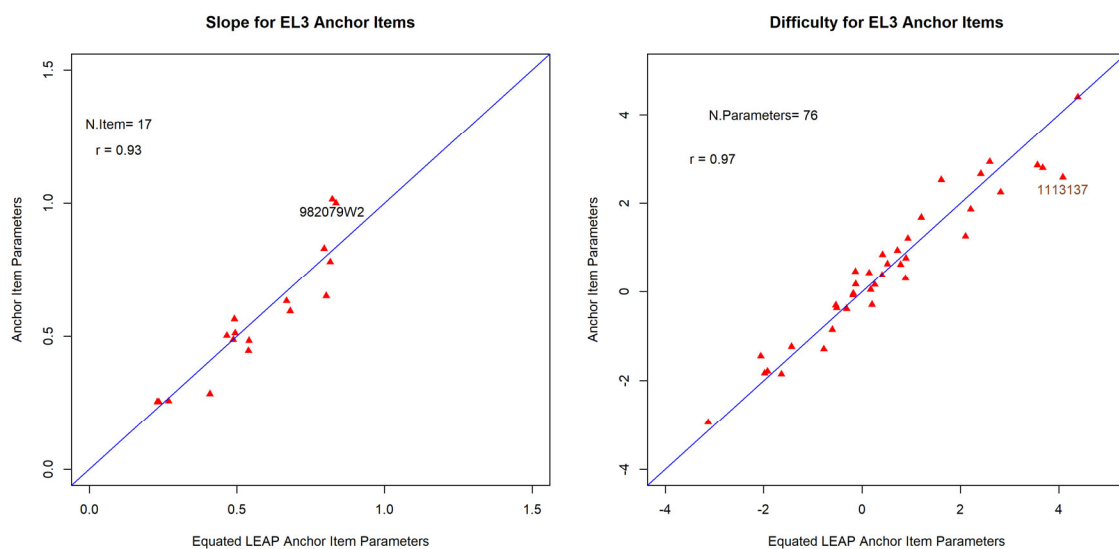 Slope for EL3 Anchor Items
N.Item= 17
r = 0.93
982079W2
Anchor Item Parameters
0.0
0.5
1.0
1.5
0.0
0.5
1.0
1.5
Equated LEAP Anchor Item Parameters
Difficulty for EL3 Anchor Items
N.Parameters= 76
r = 0.97
1113137
Anchor Item Parameters
-4
-2
0
2
4
-4
-2
0
2
4
Equated LEAP Anchor Item Parameters